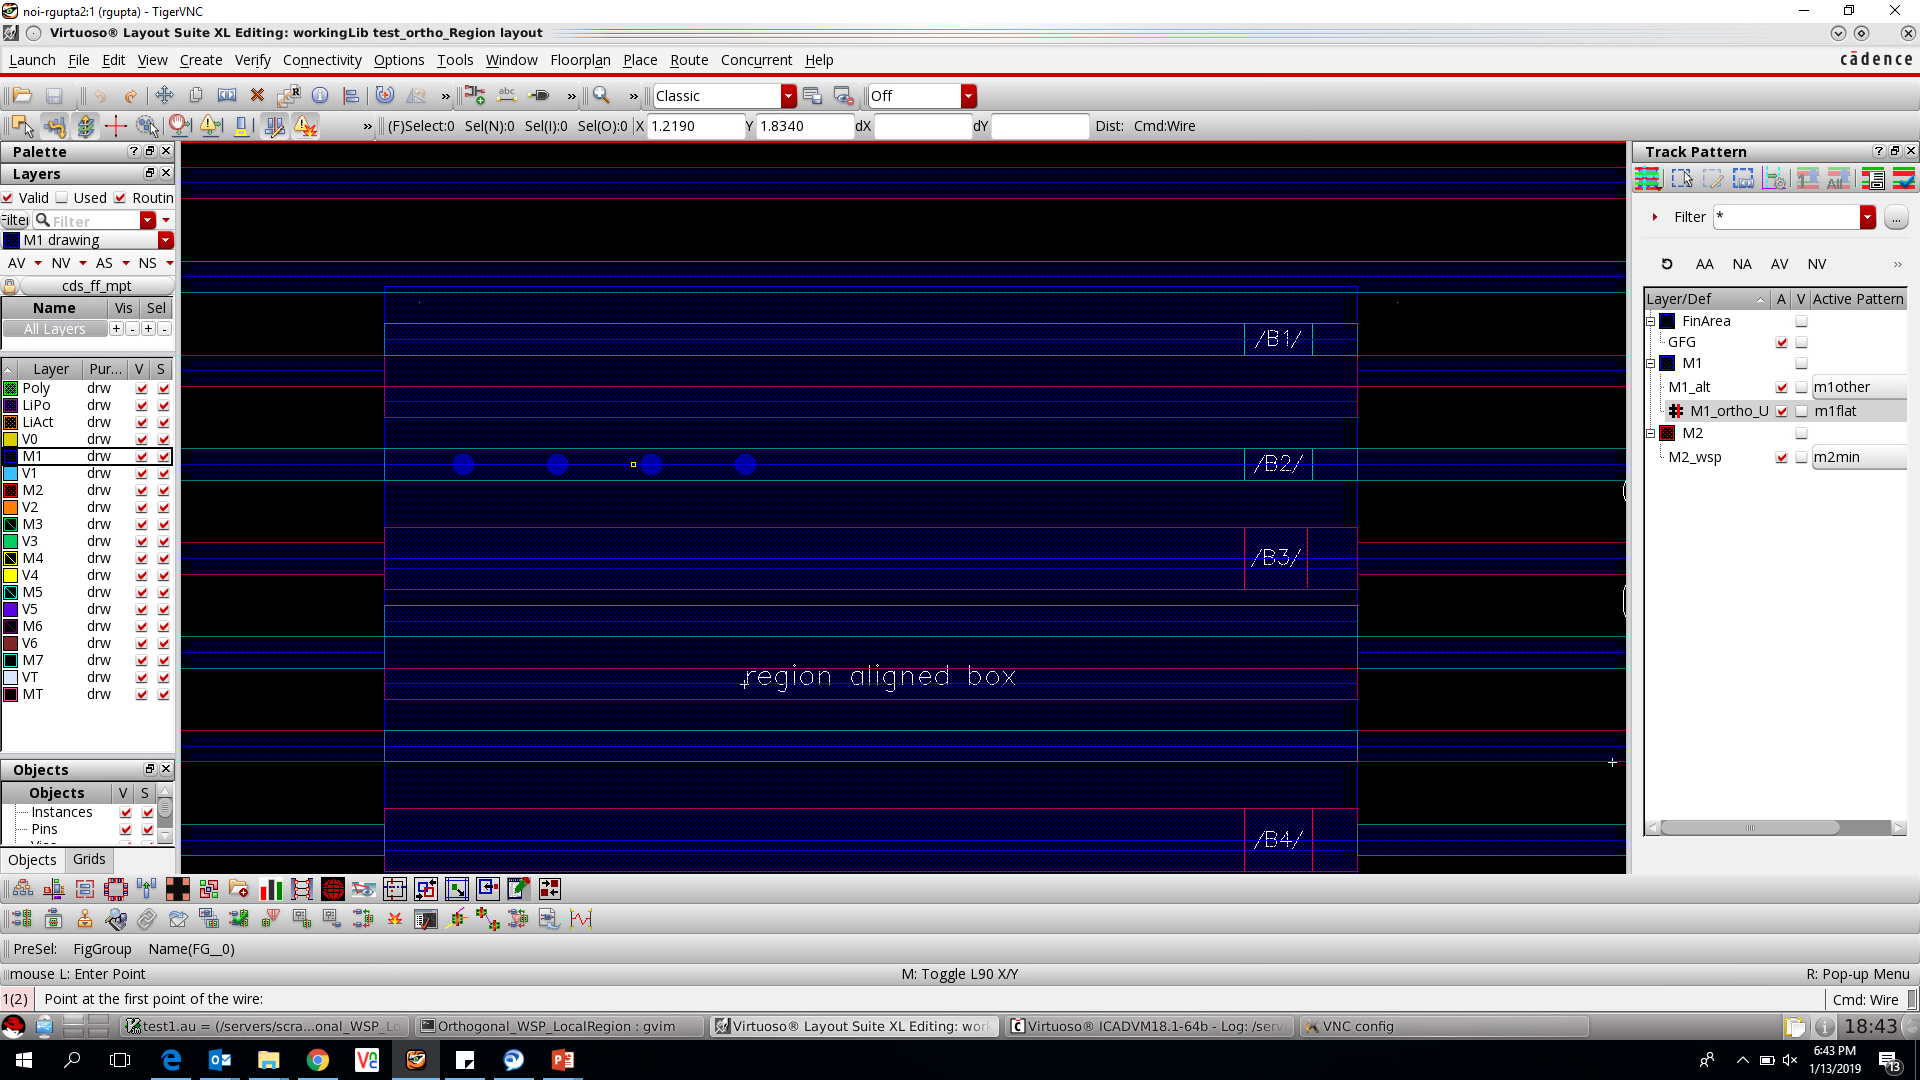 noi-rgupta2:1 (rgupta) - TigerVNC
Virtuoso® Layout Suite XL Editing: workingLib test_ortho_Region layout
Launch File Edit View Create Verify Connectivity Options Tools Window Floorplan Place Route Concurrent Help
cādence
» abc » » Classic Off
» (F)Select:0 Sel(N):0 Sel(I):0 Sel(O):0 X 1.2190 Y 1.8340 dX dY Dist: Cmd:Wire
Palette
Layers
Valid Used Routin
Filter
M1 drawing
AV NV AS NS
cds_ff_mpt
Name Vis Sel
All Layers + - + -
Layer Pur... V S
Poly drw
LiPo drw
LiAct drw
V0 drw
M1 drw
V1 drw
M2 drw
V2 drw
M3 drw
V3 drw
M4 drw
V4 drw
M5 drw
V5 drw
M6 drw
V6 drw
M7 drw
VT drw
MT drw
Objects
Objects V S
Instances
Pins
Objects Grids
/B1/
/B2/
/B3/
region aligned box
/B4/
Track Pattern
Filter * ...
AA NA AV NV »
Layer/Def A V Active Pattern
FinArea
GFG
M1
M1_alt m1other
M1_ortho_U m1flat
M2
M2_wsp m2min
PreSel: FigGroup Name(FG__0)
mouse L: Enter Point M: Toggle L90 X/Y R: Pop-up Menu
1(2) Point at the first point of the wire: Cmd: Wire
test1.au = (/servers/scra...onal_WSP_Lo Orthogonal_WSP_LocalRegion : gvim Virtuoso® Layout Suite XL Editing: work Virtuoso® ICADVM18.1-64b - Log: /serv VNC config 18:43
6:43 PM
1/13/2019
13